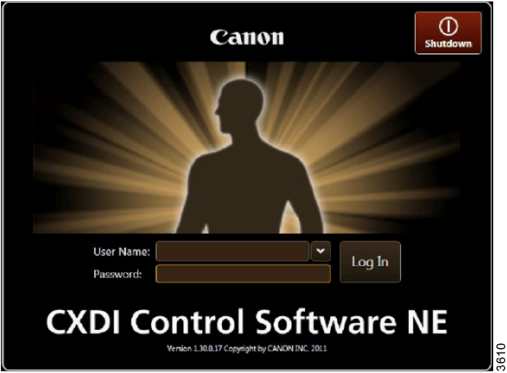 Canon
Shutdown
User Name:
Password:
Log In
CXDI Control Software NE
Version 1.30.0.17 Copyright by CANON INC. 2011
3610